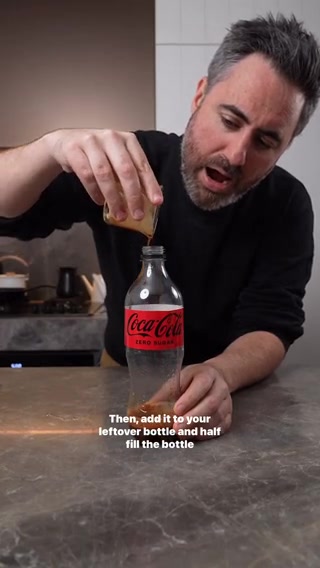 Coca-Cola
ZERO SUGAR
Then, add it to your
leftover bottle and half
fill the bottle